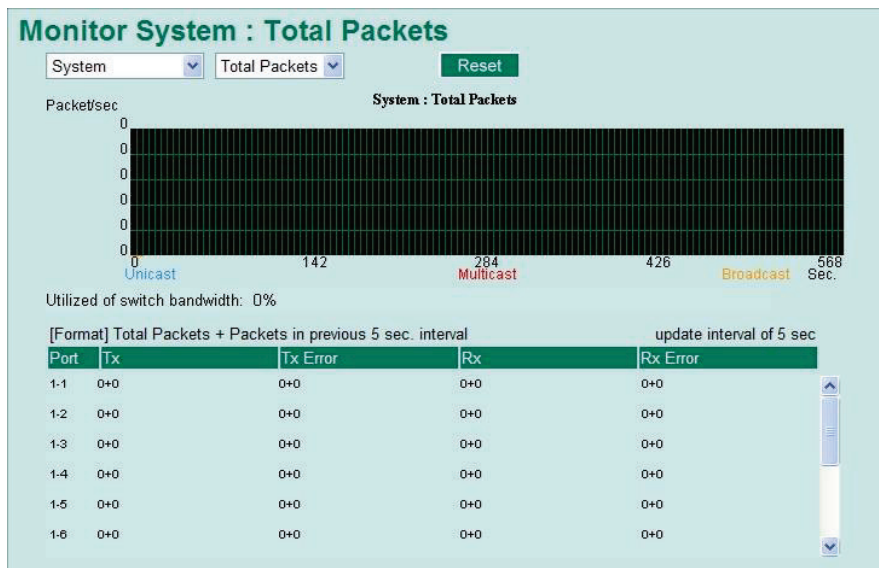 Monitor System : Total Packets
System Total Packets Reset
Packet/sec System : Total Packets
0
0
0
0
0
0
0 142 284 426 568
Unicast Multicast Broadcast Sec.
Utilized of switch bandwidth: 0%
[Format] Total Packets + Packets in previous 5 sec. interval update interval of 5 sec
Port Tx Tx Error Rx Rx Error
1-1 0+0 0+0 0+0 0+0
1-2 0+0 0+0 0+0 0+0
1-3 0+0 0+0 0+0 0+0
1-4 0+0 0+0 0+0 0+0
1-5 0+0 0+0 0+0 0+0
1-6 0+0 0+0 0+0 0+0